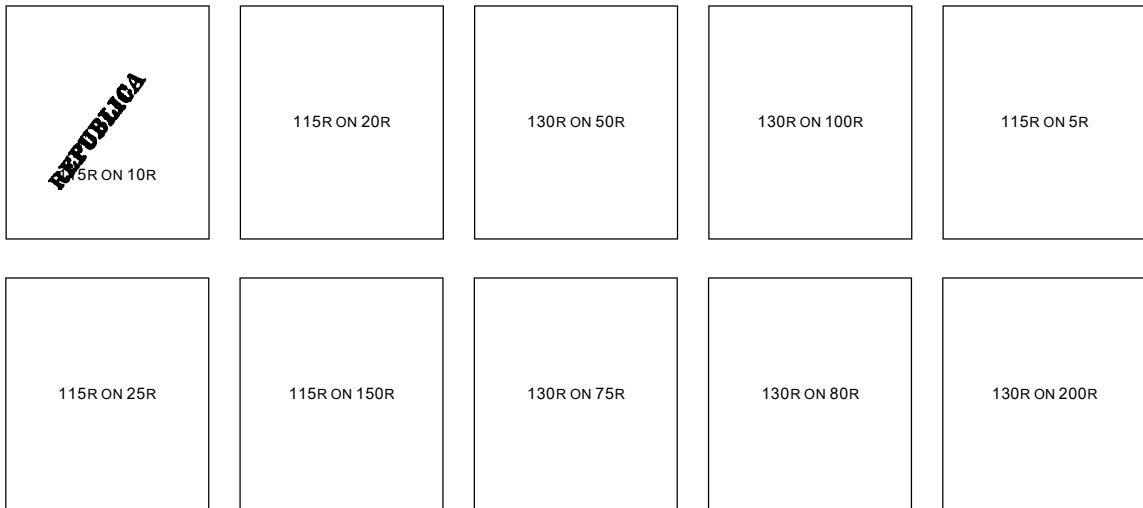 REPUBLICA
ON 10R
115R ON 20R
130R ON 50R
130R ON 100R
115R ON 5R
115R ON 25R
115R ON 150R
130R ON 75R
130R ON 80R
130R ON 200R